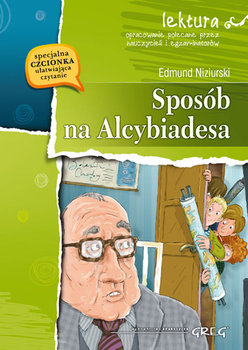 lektura
opracowanie polecane przez
nauczycieli i egzaminatorów
specjalna
CZCIONKA
ułatwiająca
czytanie
Edmund Niziurski
Sposób
na Alcybiadesa
GREG